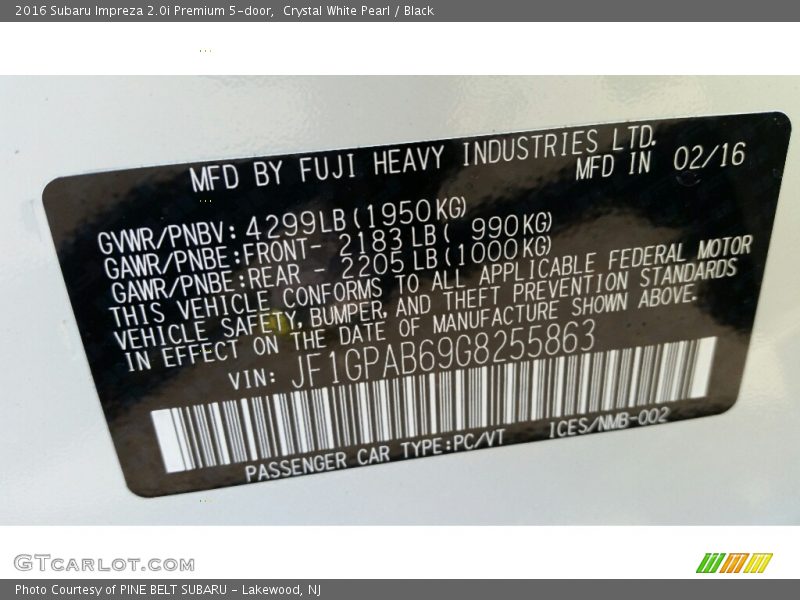 2016 Subaru Impreza 2.0i Premium 5-door, Crystal White Pearl / Black
MFD BY FUJI HEAVY INDUSTRIES LTD.
MFD IN 02/16
GVWR/PNBV: 4299LB(1950KG)
GAWR/PNBE:FRONT- 2183 LB( 990KG)
GAWR/PNBE:REAR - 2205 LB(1000KG)
THIS VEHICLE CONFORMS TO ALL APPLICABLE FEDERAL MOTOR
VEHICLE SAFETY, BUMPER, AND THEFT PREVENTION STANDARDS
IN EFFECT ON THE DATE OF MANUFACTURE SHOWN ABOVE.
VIN: JF1GPAB69G8255863
PASSENGER CAR TYPE:PC/VT ICES/NMB-002
GTCARLOT.COM
Photo Courtesy of PINE BELT SUBARU - Lakewood, NJ